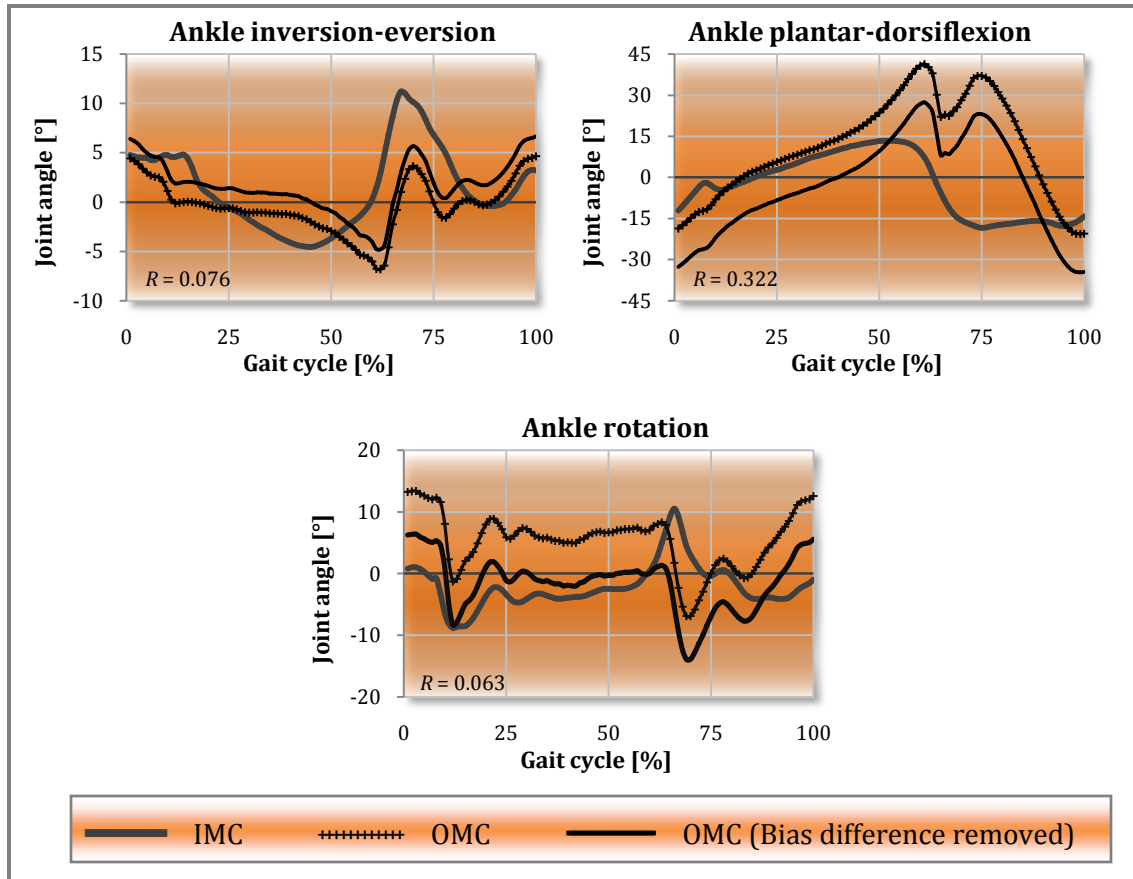 Ankle inversion-eversion
15
10
5
0
-5
-10
Joint angle [°]
R = 0.076
0 25 50 75 100
Gait cycle [%]
Ankle plantar-dorsiflexion
45
30
15
0
-15
-30
-45
Joint angle [°]
R = 0.322
0 25 50 75 100
Gait cycle [%]
Ankle rotation
20
10
0
-10
-20
Joint angle [°]
R = 0.063
0 25 50 75 100
Gait cycle [%]
IMC OMC OMC (Bias difference removed)